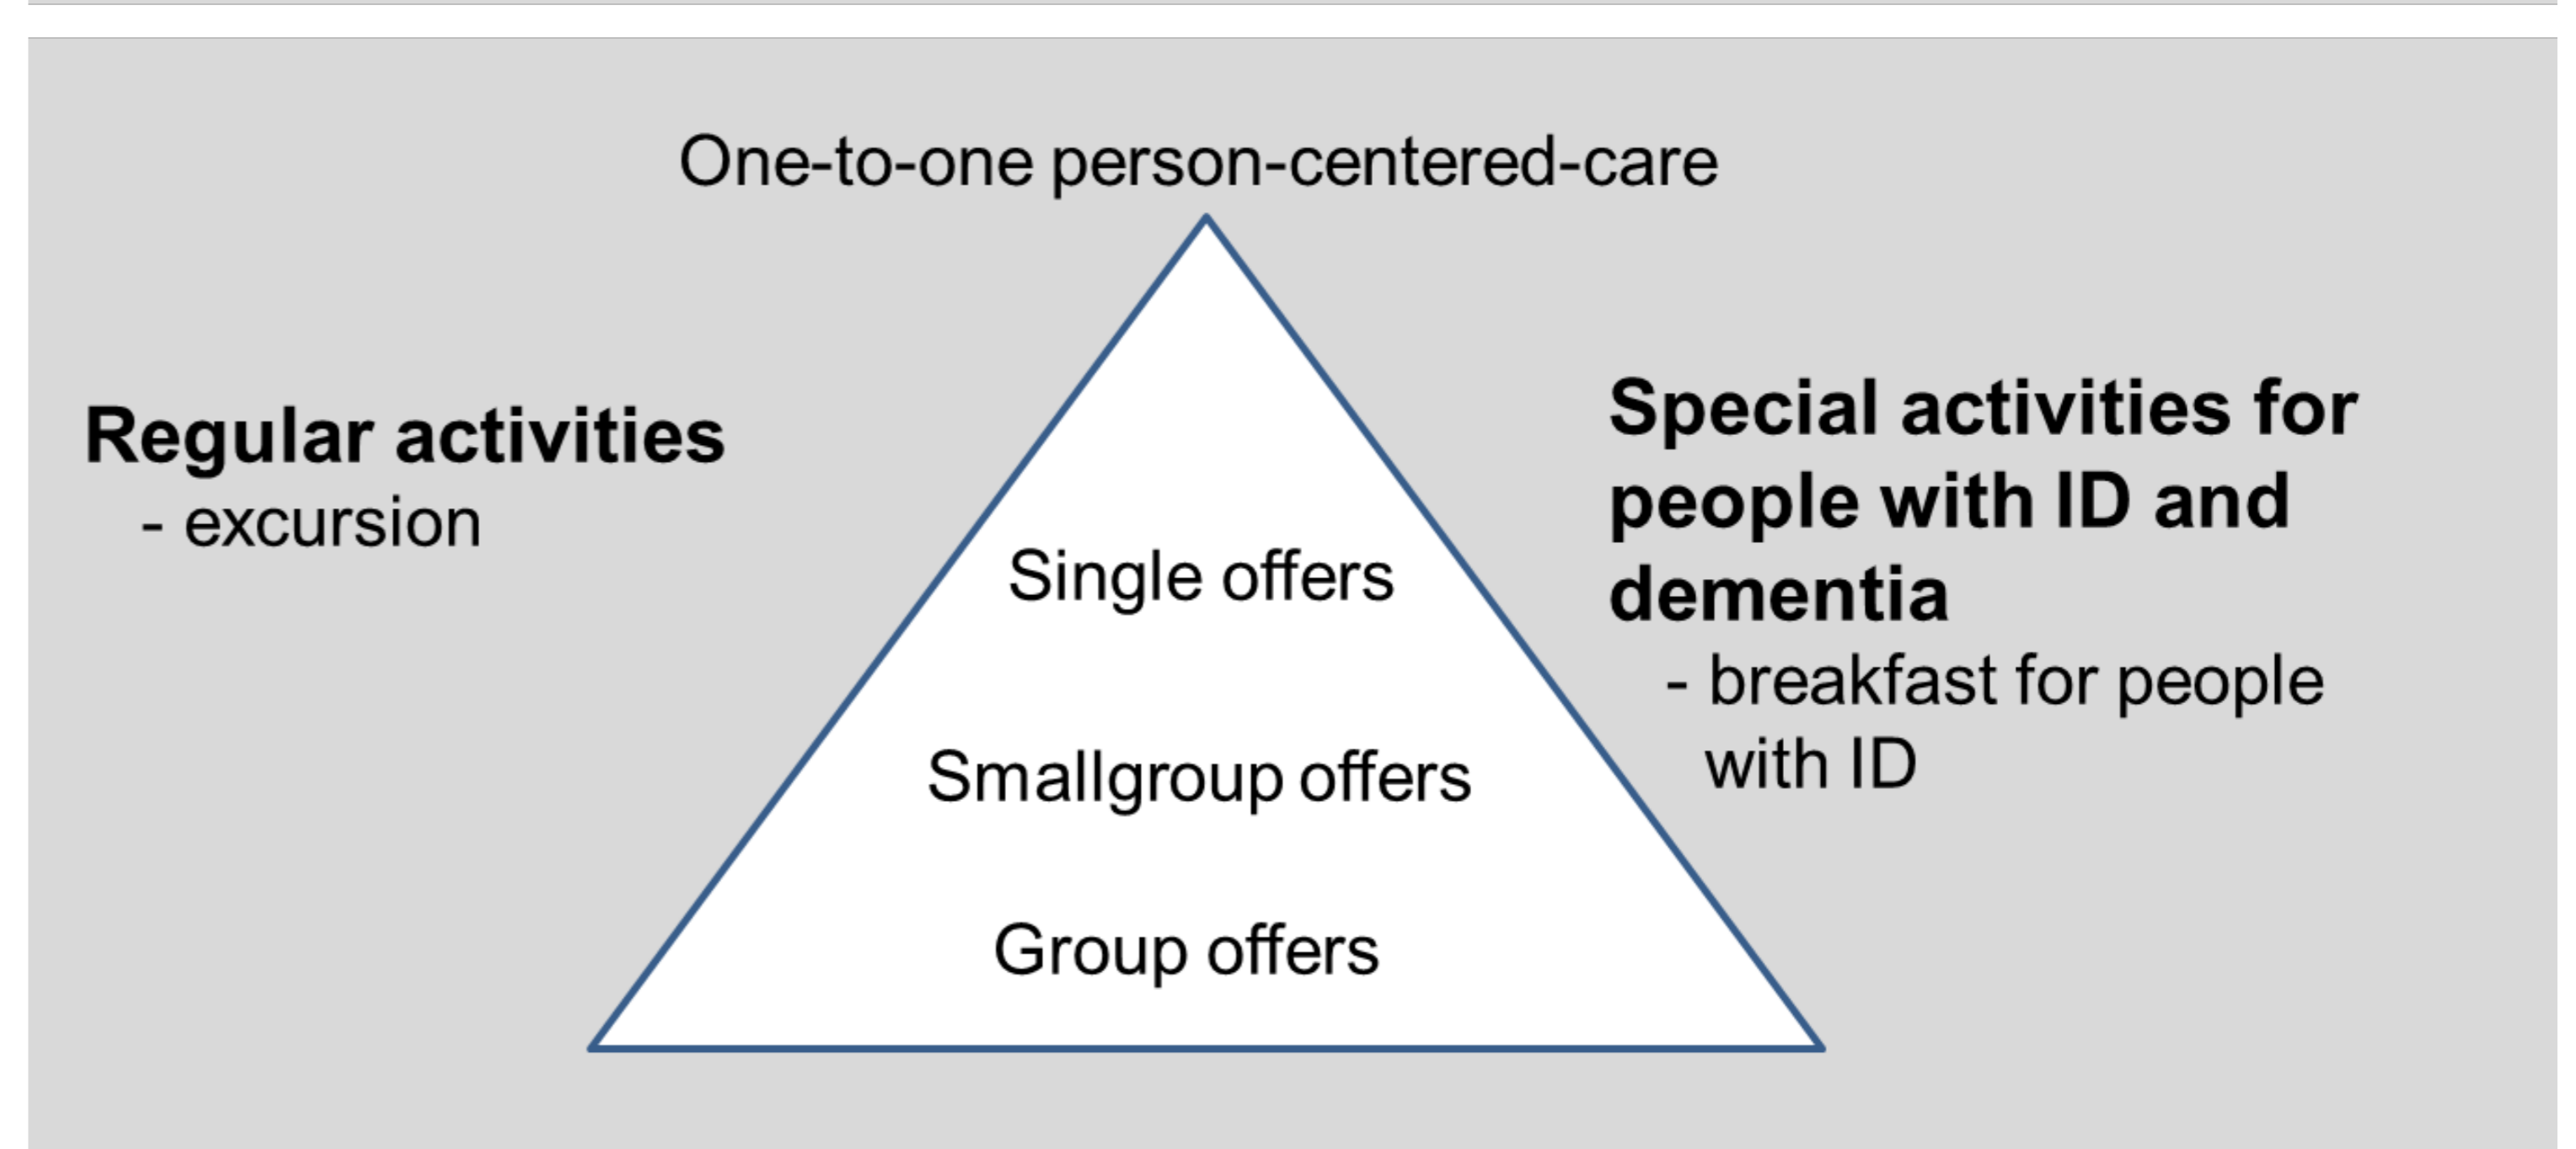 One-to-one person-centered-care
Regular activities
- excursion
Special activities for
people with ID and
dementia
- breakfast for people
with ID
Single offers
Smallgroup offers
Group offers